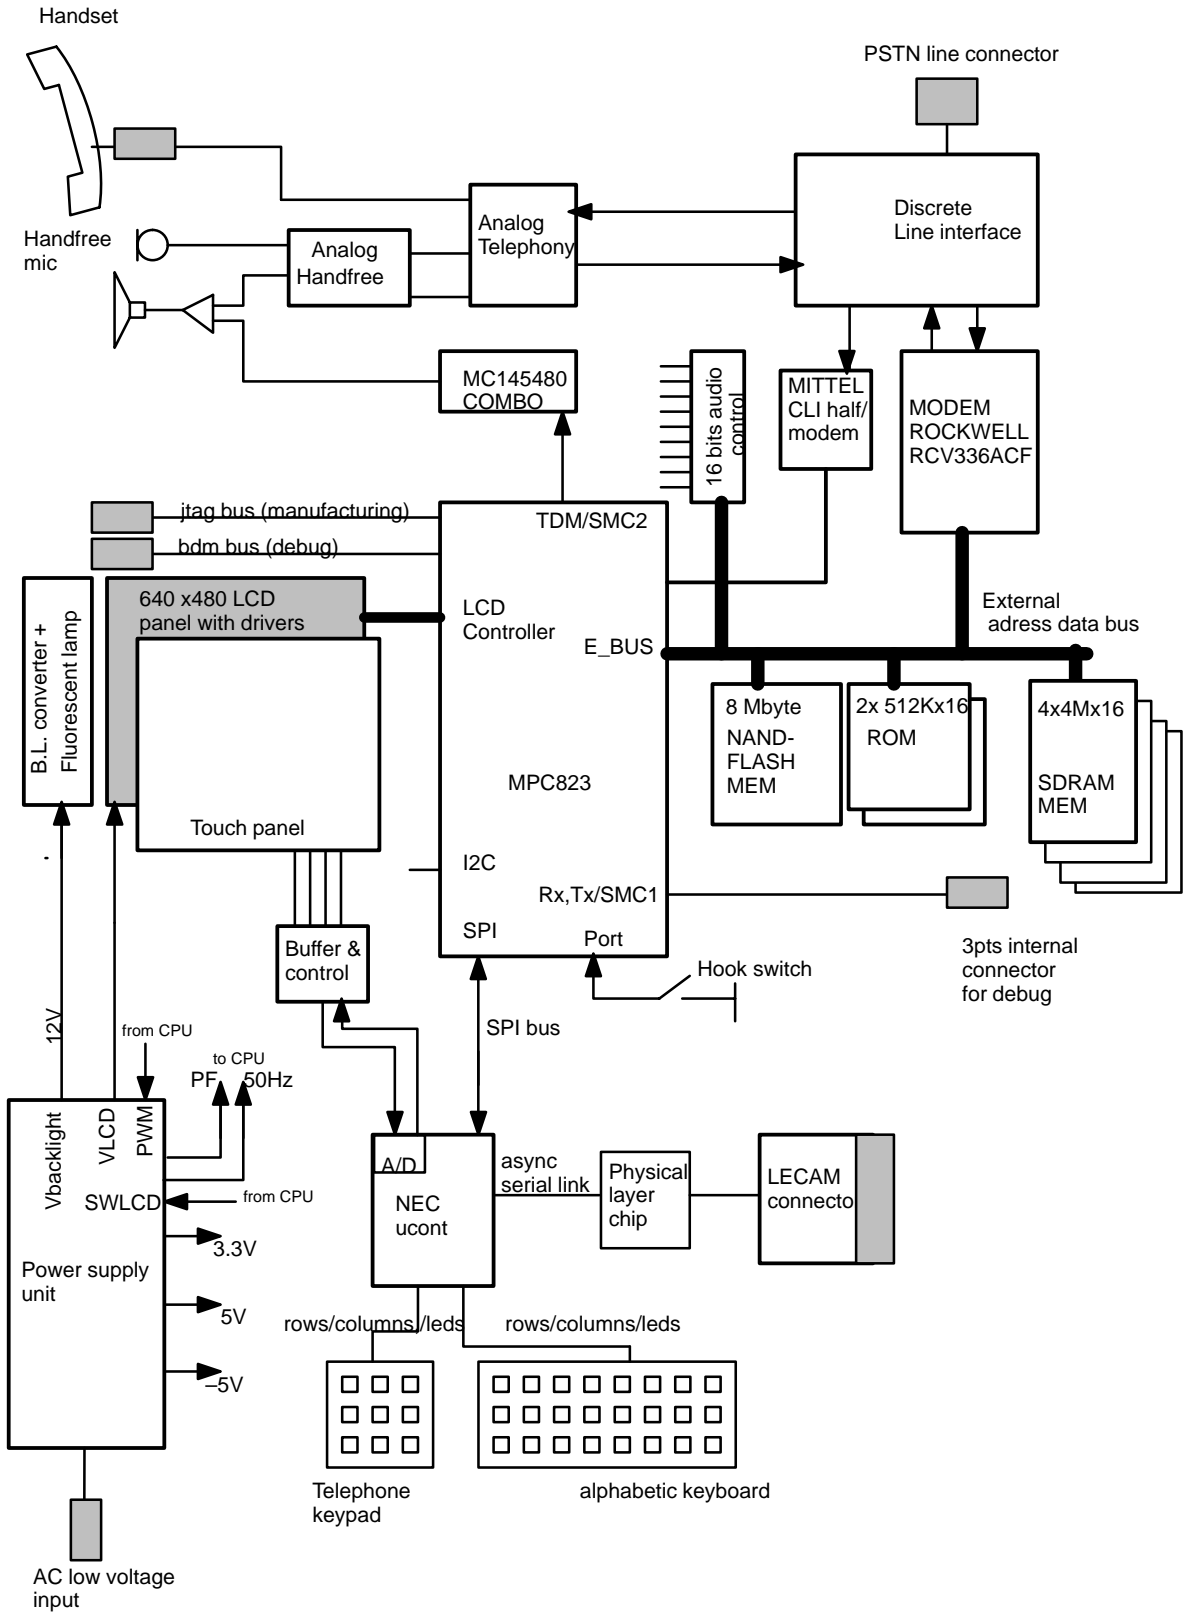 Handset
PSTN line connector
Discrete
Line interface
Analog
Telephony
Handfree
mic
Analog
Handfree
MC145480
COMBO
16 bits audio
control
MITTEL
CLI half/
modem
MODEM
ROCKWELL
RCV336ACF
jtag bus (manufacturing)
bdm bus (debug)
TDM/SMC2
B.L. converter +
Fluorescent lamp
640 x480 LCD
panel with drivers
LCD
Controller
E_BUS
External
adress data bus
8 Mbyte
NAND-
FLASH
MEM
2x 512Kx16
ROM
4x4Mx16
SDRAM
MEM
MPC823
Touch panel
I2C
Rx,Tx/SMC1
SPI
Port
Buffer &
control
Hook switch
3pts internal
connector
for debug
12V
from CPU
SPI bus
to CPU
PF
50Hz
Vbacklight
VLCD
PWM
SWLCD
from CPU
3.3V
Power supply
unit
5V
–5V
A/D
NEC
ucont
async
serial link
Physical
layer
chip
LECAM
connecto
rows/columns/leds
rows/columns/leds
Telephone
keypad
alphabetic keyboard
AC low voltage
input